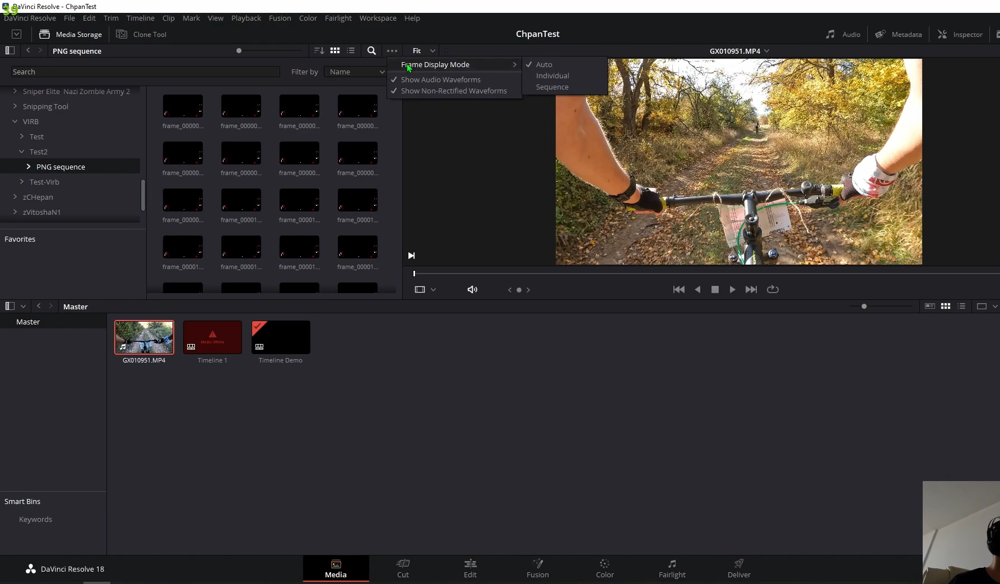 DaVinci Resolve - ChpanTest
39
DaVinci Resolve File Edit Trim Timeline Clip Mark View Playback Fusion Color Fairlight Workspace Help
Media Storage Clone Tool ChpanTest Audio Metadata Inspector
PNG sequence Fit GX010951.MP4
Frame Display Mode Auto
Search Filter by Name
Individual
Show Audio Waveforms
Sequence
Show Non-Rectified Waveforms
Sniper Elite Nazi Zombie Army 2
Snipping Tool
VIRB
Test
Test2
PNG sequence
Test-Virb
zCHepan
zVitoshaN1
Favorites
frame_00000... frame_00000... frame_00000... frame_00000...
frame_00000... frame_00000... frame_00000... frame_00000...
frame_00000... frame_00001... frame_00001... frame_00001...
frame_00001... frame_00001... frame_00001... frame_00001...
Master
Master
Media Offline
GX010951.MP4 Timeline 1 Timeline Demo
Smart Bins
Keywords
DaVinci Resolve 18
Media Cut Edit Fusion Color Fairlight Deliver